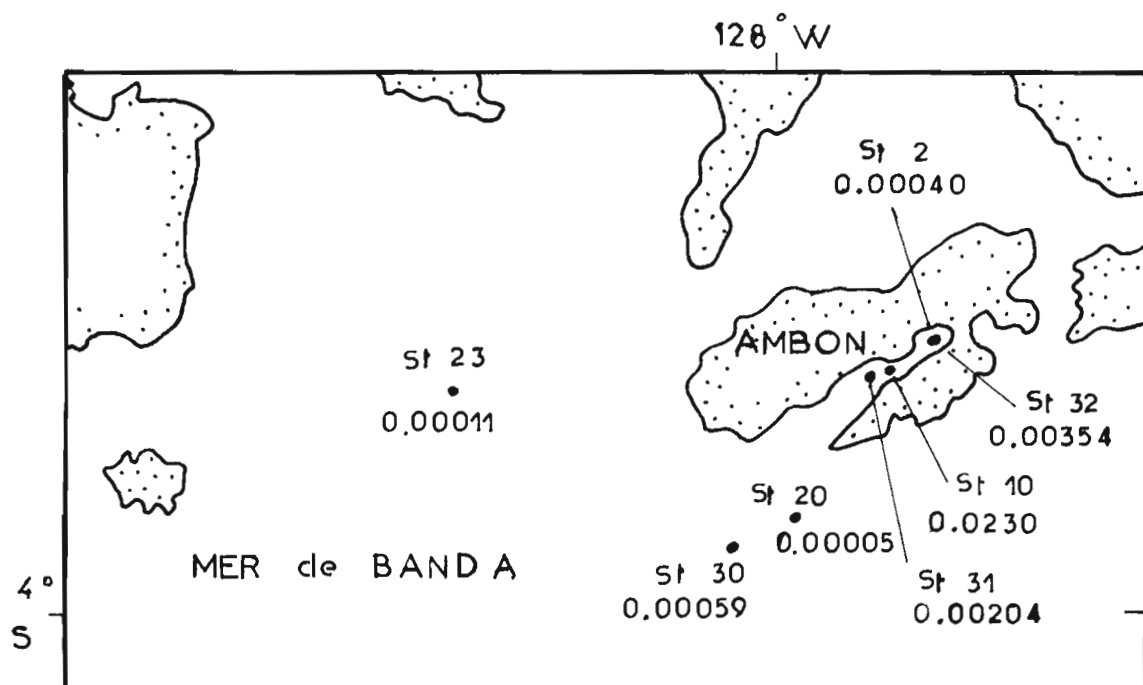 128° W
St 2
0.00040
AMBON
St 23
0.00011
St 32
0.00354
St 10
0.0230
St 20
0.00005
MER de BANDA
St 30
0.00059
St 31
0.00204
4°
S